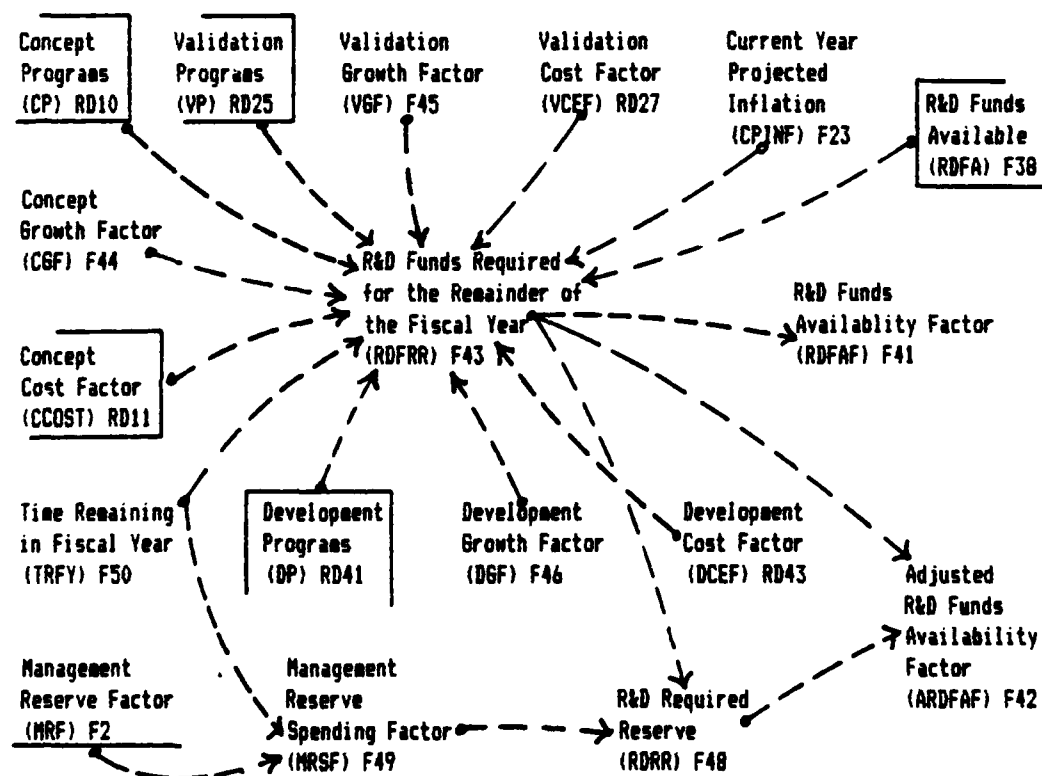 Concept
Programs
(CP) RD10
Validation
Programs
(VP) RD25
Validation
Growth Factor
(VGF) F45
Validation
Cost Factor
(VCEF) RD27
Current Year
Projected
Inflation
(CPINF) F23
R&D Funds
Available
(RDFA) F38
Concept
Growth Factor
(CGF) F44
R&D Funds Required
for the Remainder of
the Fiscal Year
(RDFRR) F43
R&D Funds
Availablity Factor
(RDFAF) F41
Concept
Cost Factor
(CCOST) RD11
Time Remaining
in Fiscal Year
(TRFY) F50
Development
Programs
(DP) RD41
Development
Growth Factor
(DGF) F46
Development
Cost Factor
(DCEF) RD43
Adjusted
R&D Funds
Availability
Factor
(ARDFAF) F42
Management
Reserve Factor
(MRF) F2
Management
Reserve
Spending Factor
(MRSF) F49
R&D Required
Reserve
(RDRR) F48